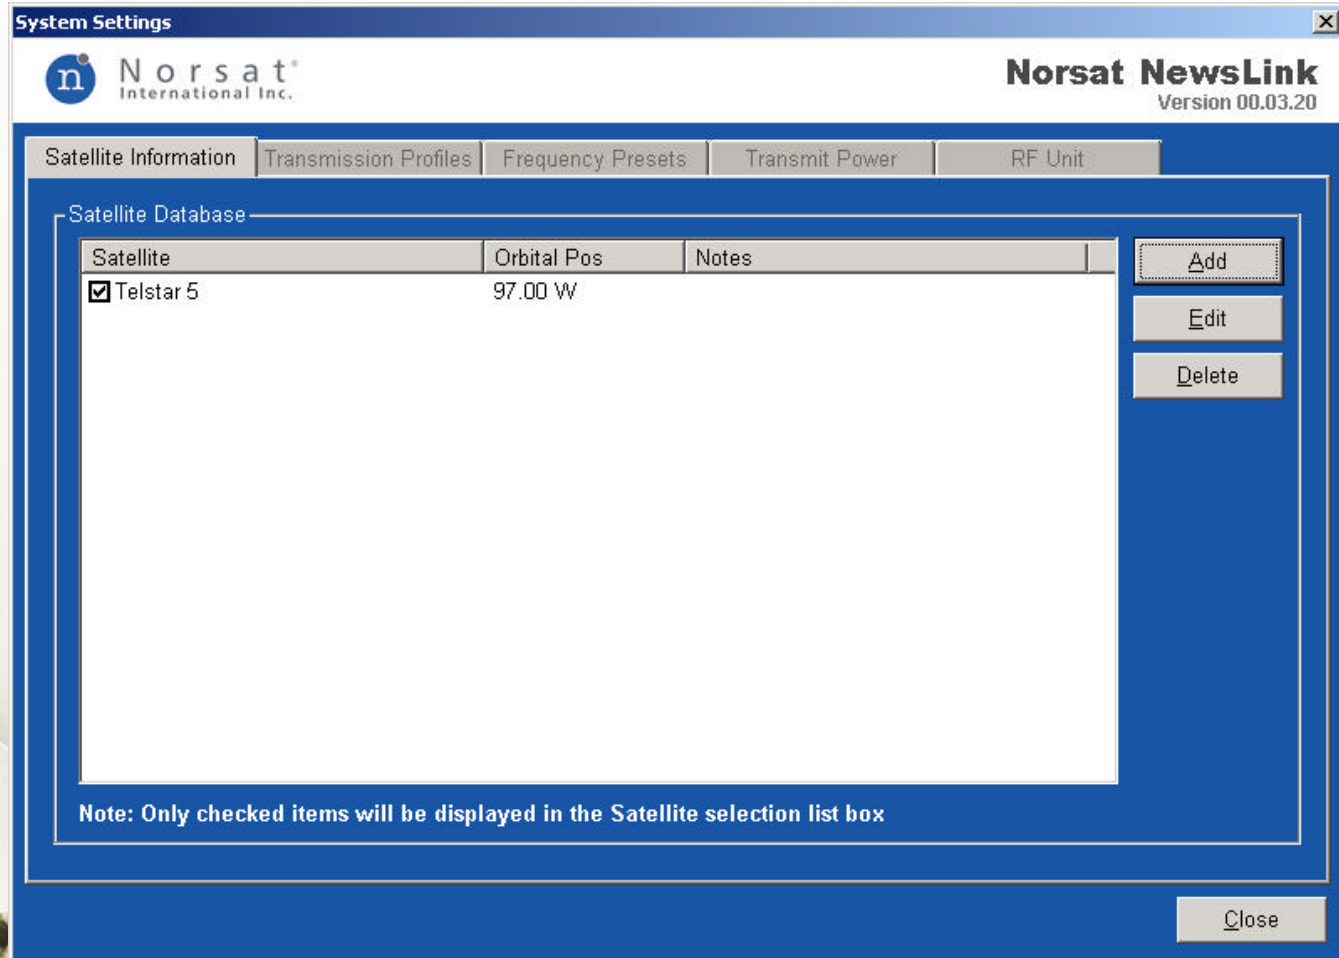 System Settings
n Norsat
International Inc.
Norsat NewsLink
Version 00.03.20
Satellite Information Transmission Profiles Frequency Presets Transmit Power RF Unit
Satellite Database
Satellite Orbital Pos Notes
Telstar 5 97.00 W
Add
Edit
Delete
Note: Only checked items will be displayed in the Satellite selection list box
Close